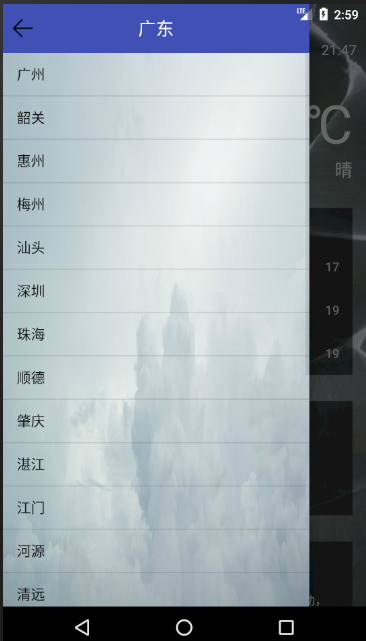 LTE 2:59
广东
21:47
℃
晴
广州
韶关
惠州
梅州
汕头
17
深圳
19
珠海
19
顺德
肇庆
湛江
江门
河源
清远